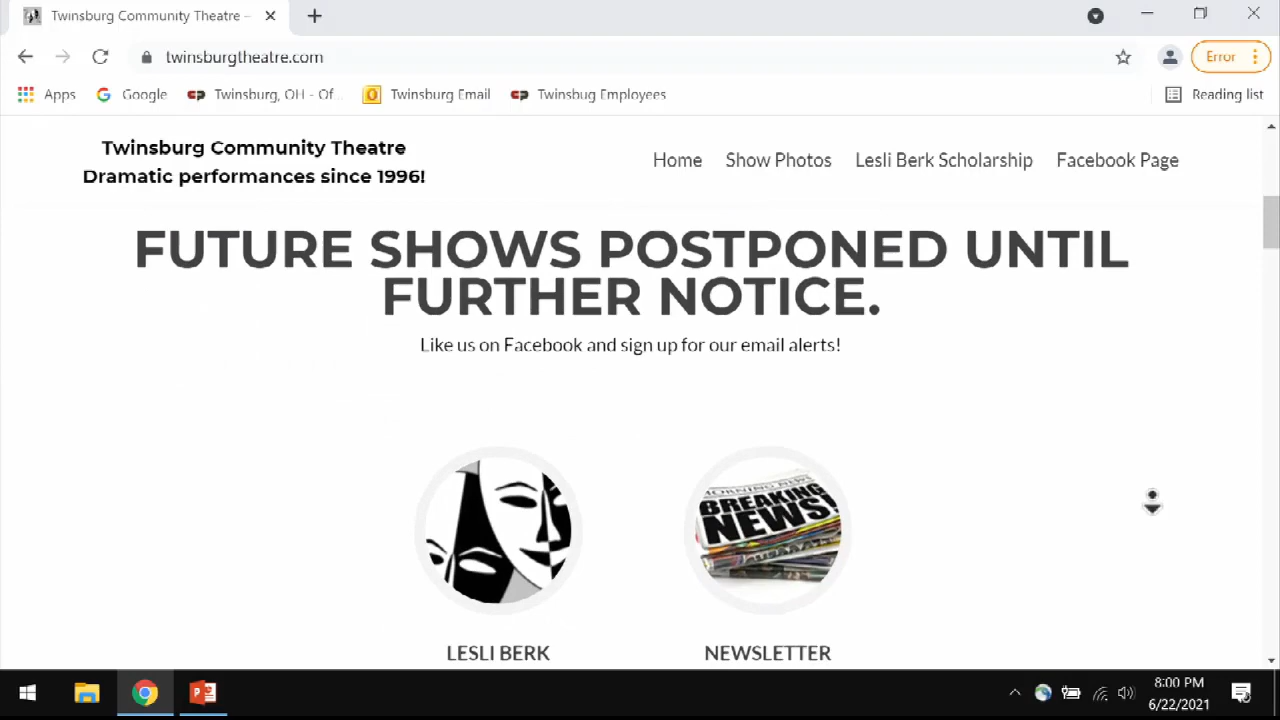 Twinsburg Community Theatre –
twinsburgtheatre.com
Error
Apps
Google
Twinsburg, OH - Of...
Twinsburg Email
Twinsbug Employees
Reading list
Twinsburg Community Theatre
Dramatic performances since 1996!
Home
Show Photos
Lesli Berk Scholarship
Facebook Page
FUTURE SHOWS POSTPONED UNTIL
FURTHER NOTICE.
Like us on Facebook and sign up for our email alerts!
MORNING NEWS
BREAKING
NEWS!
LESLI BERK
NEWSLETTER
8:00 PM
6/22/2021